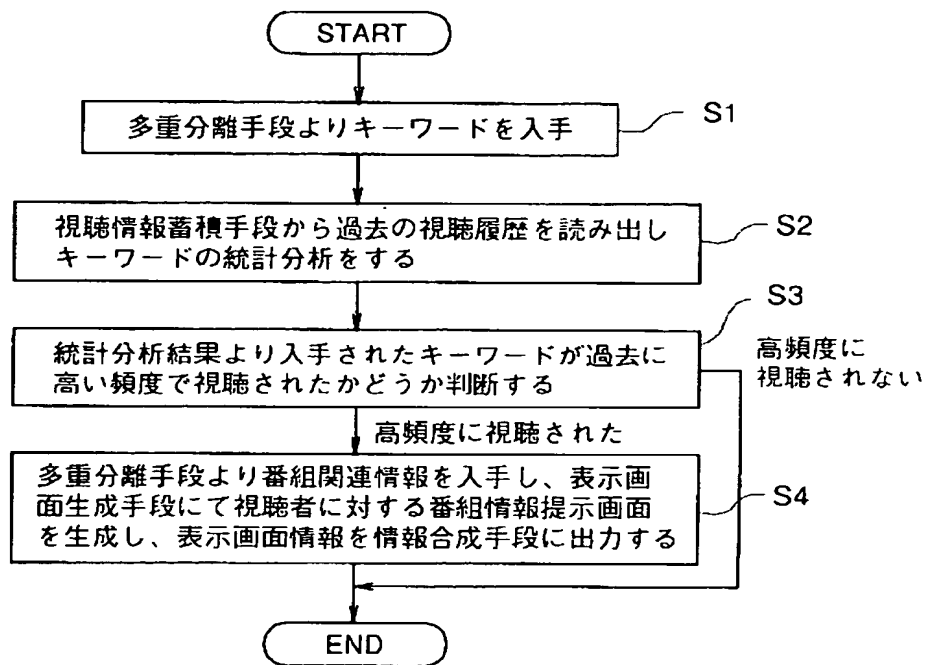 START
多重分離手段よりキーワードを入手
S1
視聴情報蓄積手段から過去の視聴履歴を読み出し
キーワードの統計分析をする
S2
統計分析結果より入手されたキーワードが過去に
高い頻度で視聴されたかどうか判断する
S3
高頻度に
視聴されない
高頻度に視聴された
多重分離手段より番組関連情報を入手し、表示画
面生成手段にて視聴者に対する番組情報提示画面
を生成し、表示画面情報を情報合成手段に出力する
S4
END